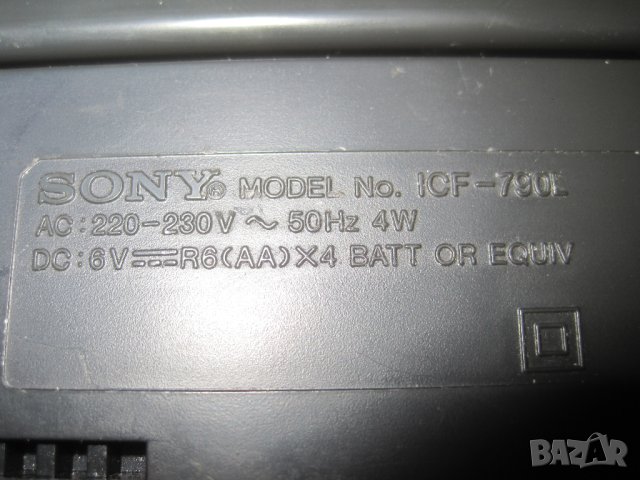 SONY® MODEL No. ICF-790L
AC:220-230V ~ 50Hz 4W
DC:6V⎓R6(AA)X4 BATT OR EQUIV
BAZAR